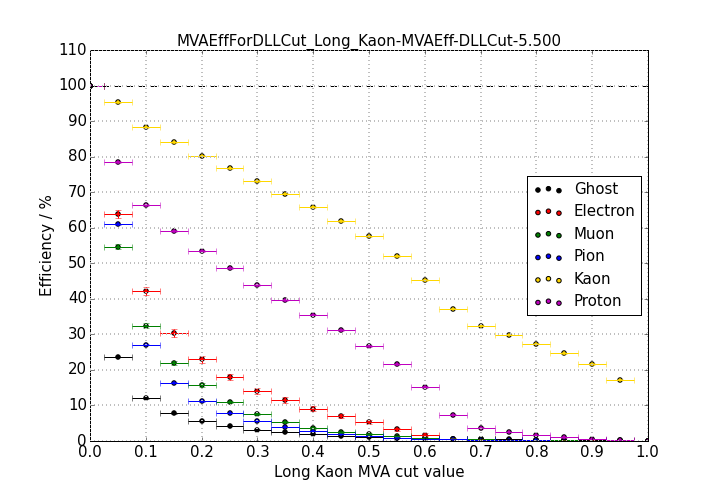 MVAEffForDLLCut_Long_Kaon-MVAEff-DLLCut-5.500
110
100
90
80
70
60
50
40
30
20
10
0
Efficiency / %
Ghost
Electron
Muon
Pion
Kaon
Proton
0.0 0.1 0.2 0.3 0.4 0.5 0.6 0.7 0.8 0.9 1.0
Long Kaon MVA cut value